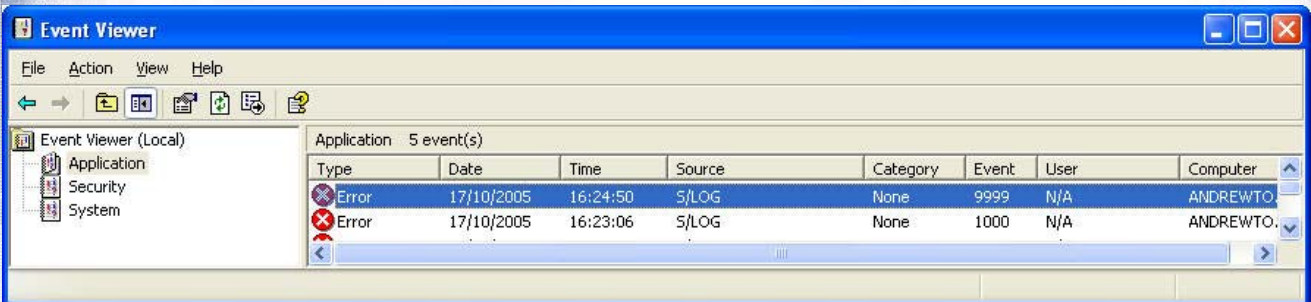 Event Viewer
File Action View Help
Event Viewer (Local)
Application
Security
System
Application 5 event(s)
Type Date Time Source Category Event User Computer
Error 17/10/2005 16:24:50 S/LOG None 9999 N/A ANDREWTO.
Error 17/10/2005 16:23:06 S/LOG None 1000 N/A ANDREWTO.